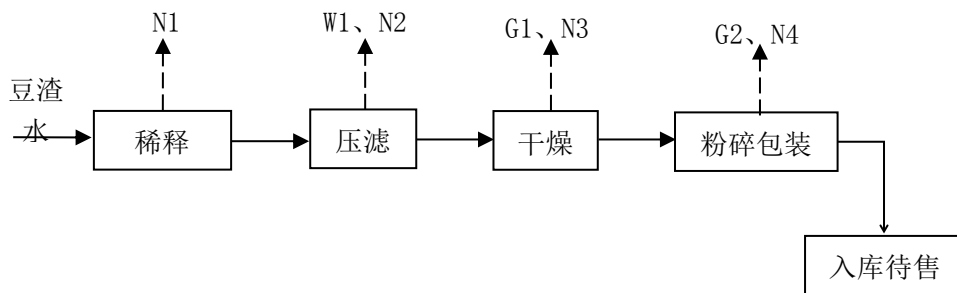 N1
W1、N2
G1、N3
G2、N4
豆渣
水
稀释
压滤
干燥
粉碎包装
入库待售